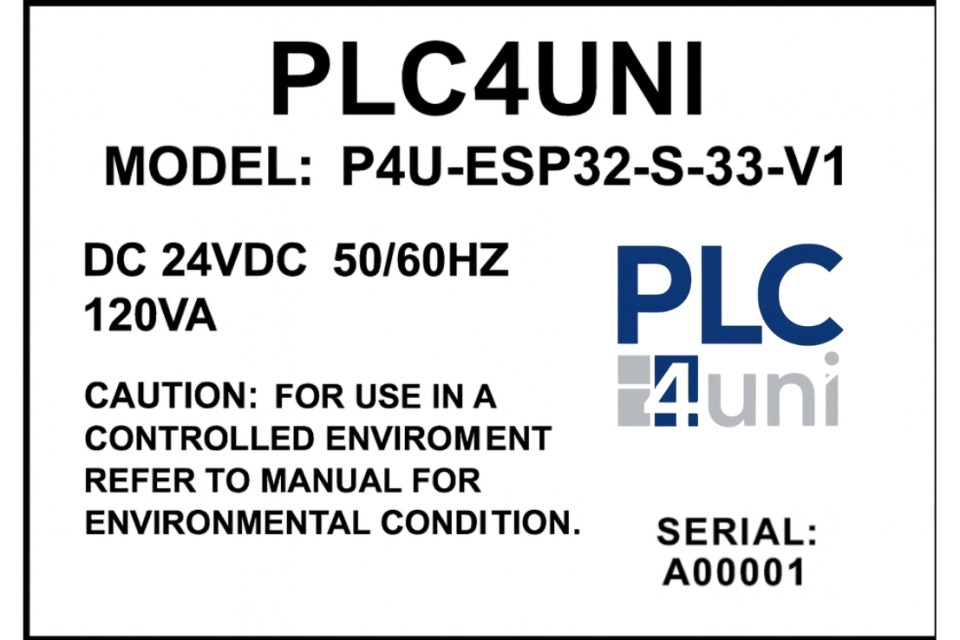 PLC4UNI
MODEL: P4U-ESP32-S-33-V1
DC 24VDC 50/60HZ
120VA
PLC
4uni
CAUTION: FOR USE IN A
CONTROLLED ENVIROMENT
REFER TO MANUAL FOR
ENVIRONMENTAL CONDITION.
SERIAL:
A00001